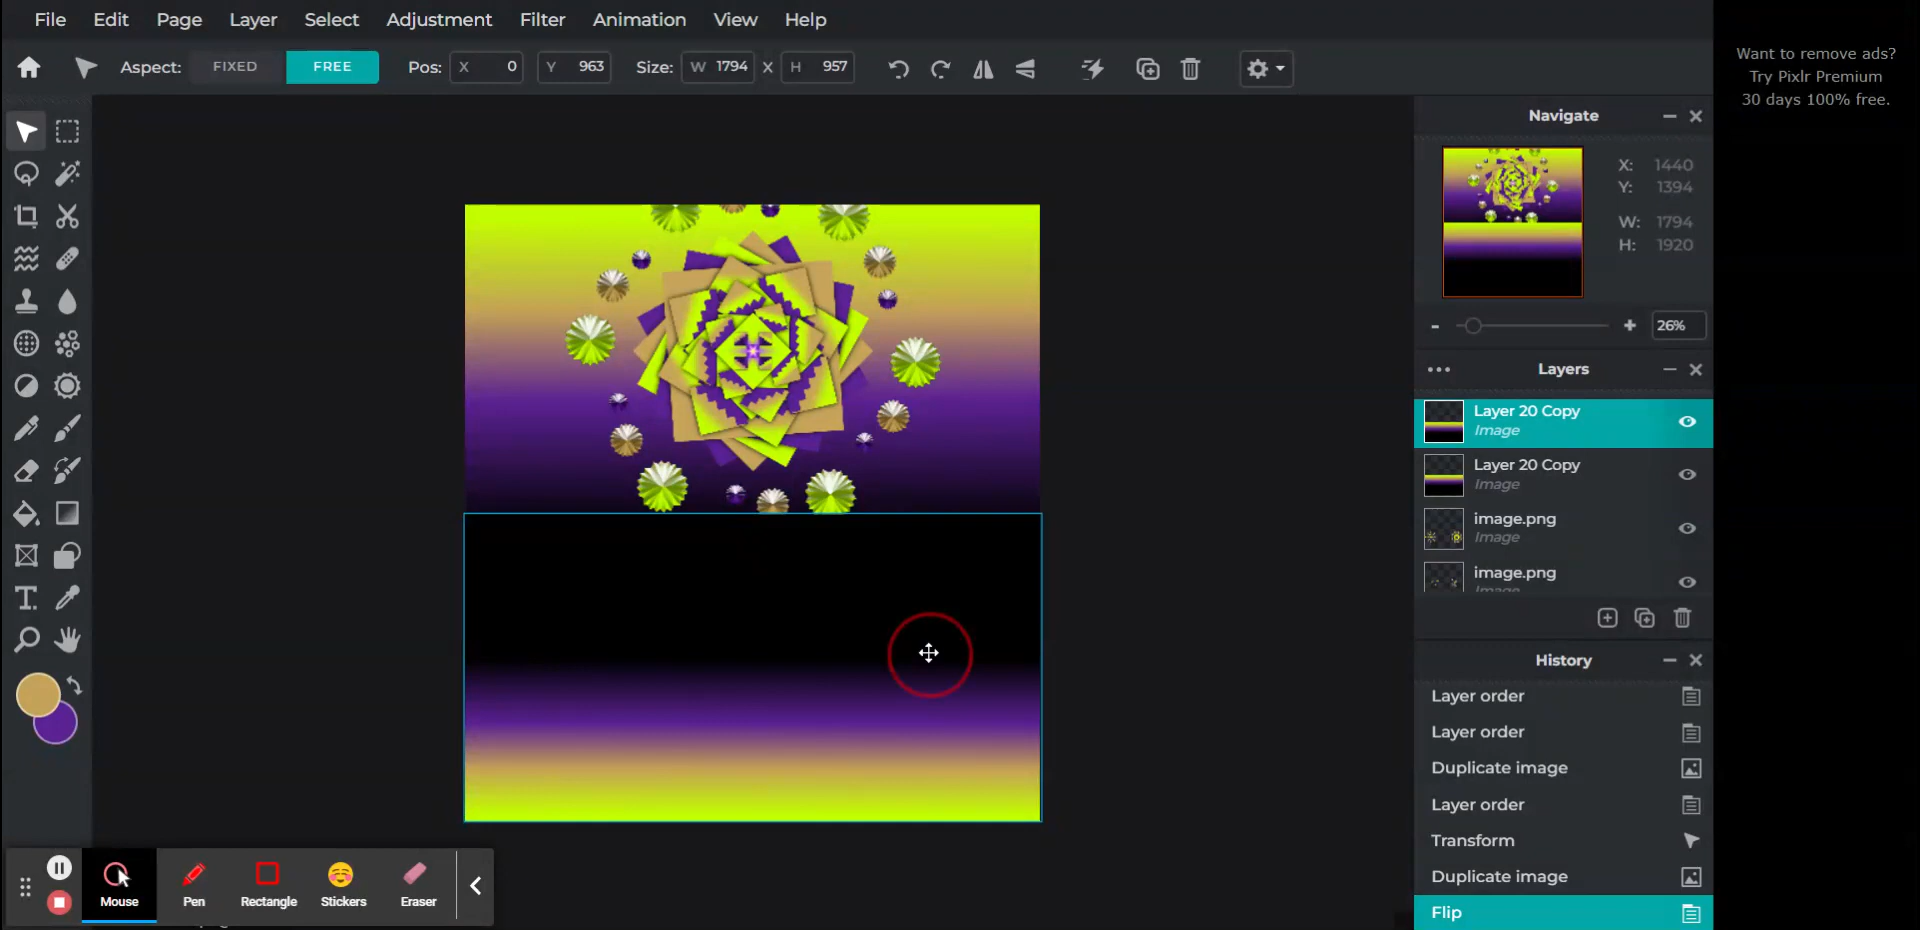 File Edit Page Layer Select Adjustment Filter Animation View Help
Aspect: FIXED FREE Pos: X 0 Y 963 Size: W 1794 X H 957
Want to remove ads?
Try Pixlr Premium
30 days 100% free.
Navigate
X: 1440
Y: 1394
W: 1794
H: 1920
- + 26%
Layers
Layer 20 Copy
Image
Layer 20 Copy
Image
image.png
Image
image.png
Image
History
Layer order
Layer order
Duplicate image
Layer order
Transform
Duplicate image
Flip
Mouse Pen Rectangle Stickers Eraser